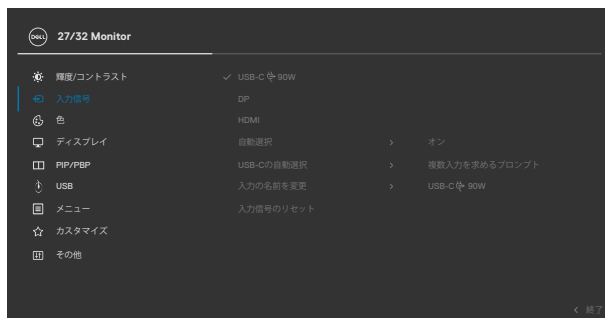 DELL
27/32 Monitor
輝度/コントラスト
USB-C 90W
入力信号
DP
色
HDMI
ディスプレイ
自動選択
オン
PIP/PBP
USB-Cの自動選択
複数入力を求めるプロンプト
USB
入力の名前を変更
USB-C 90W
メニュー
入力信号のリセット
カスタマイズ
その他
終了